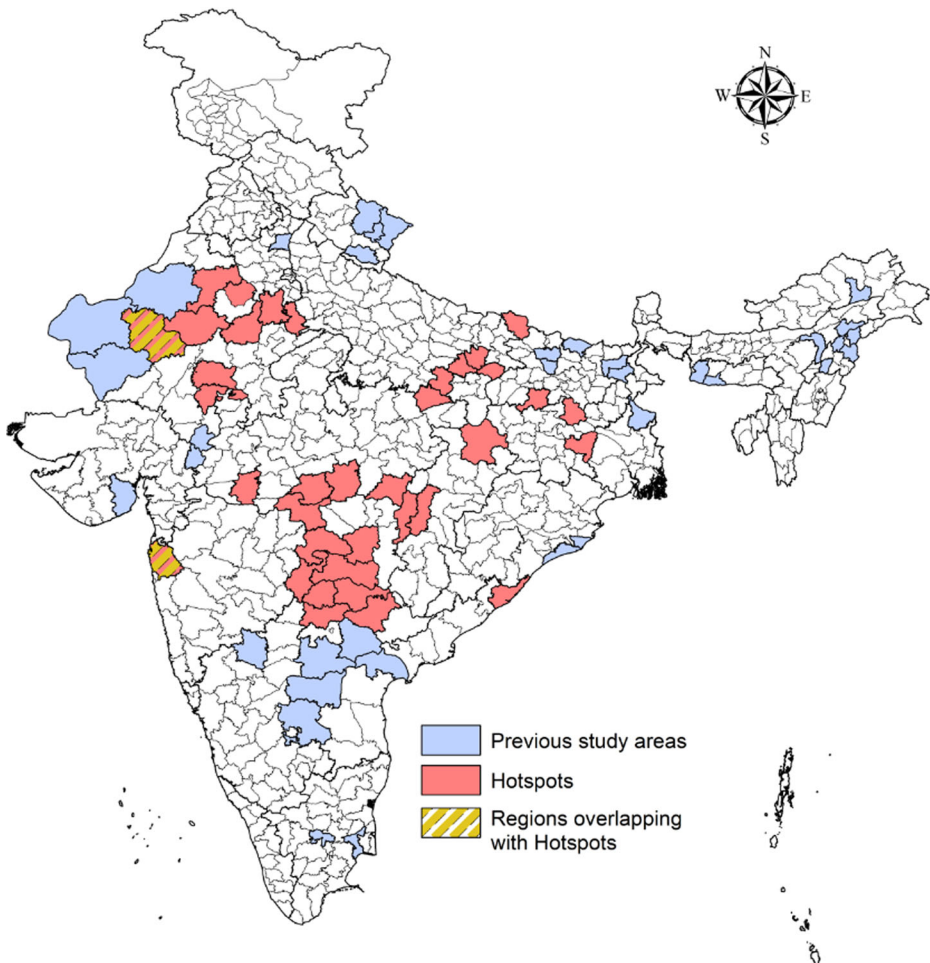 N
W E
S
Previous study areas
Hotspots
Regions overlapping
with Hotspots